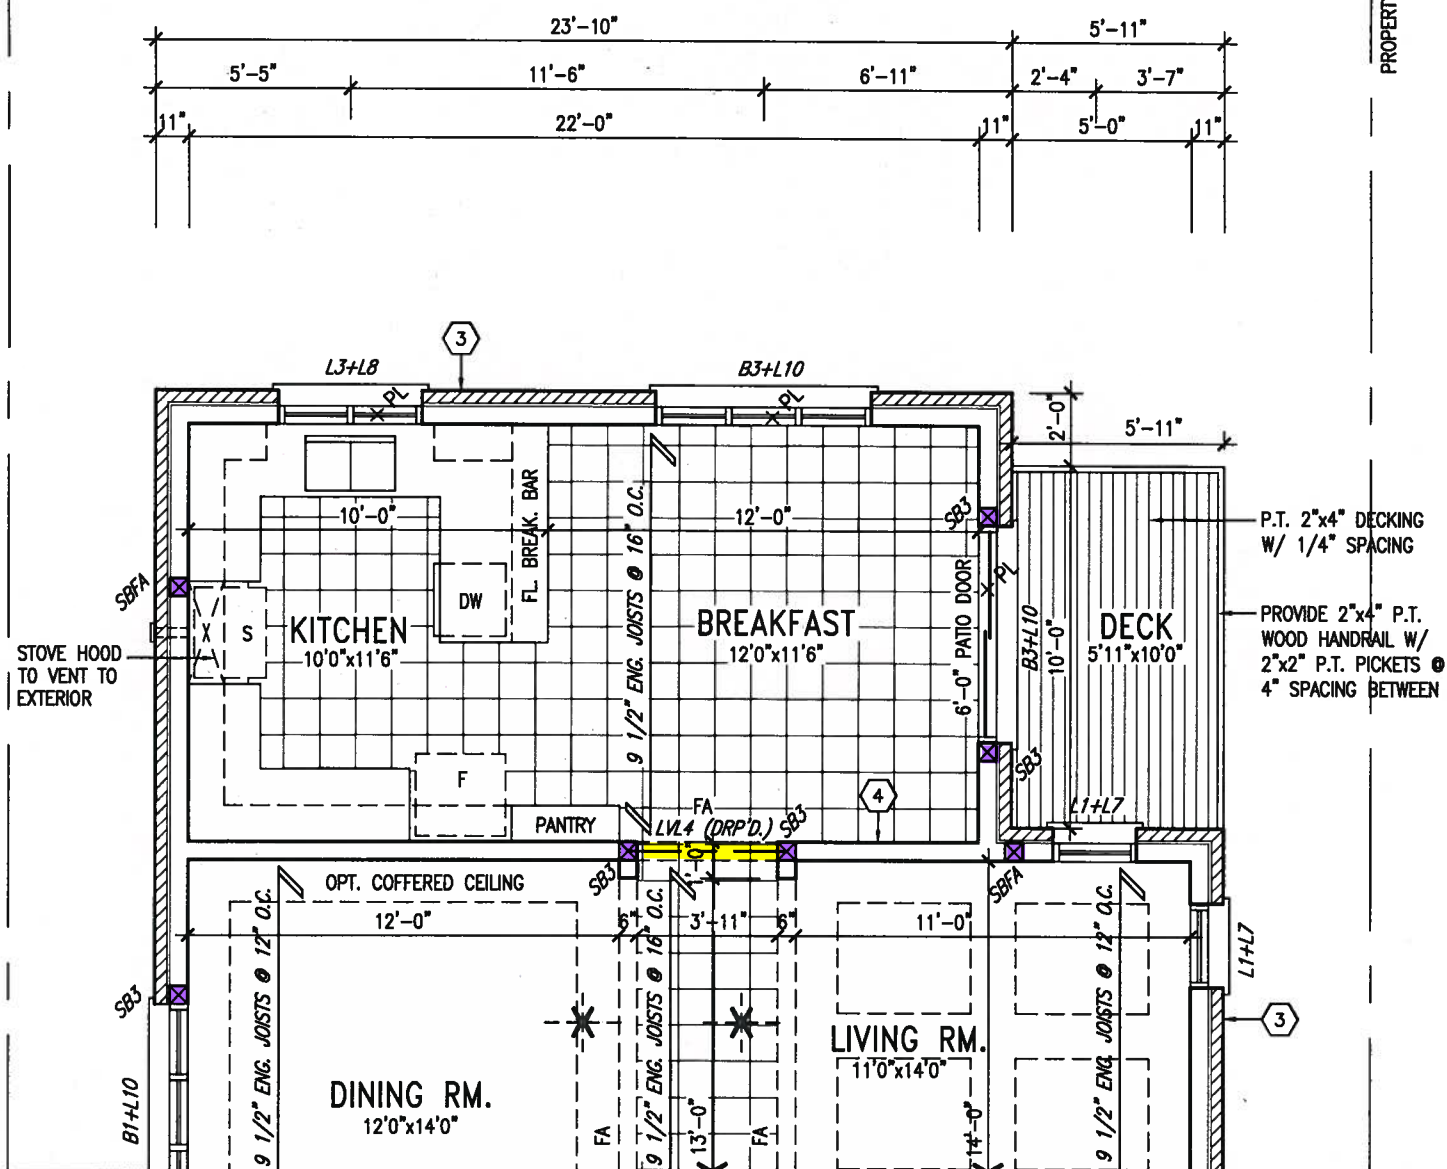 23'-10"
5'-11"
PROPERT
5'-5"
11'-6"
6'-11"
2'-4"
3'-7"
11"
22'-0"
11"
5'-0"
11"
3
L3+L8
PL
B3+L10
PL
2'-0"
5'-11"
10'-0"
FL. BREAK. BAR
9 1/2" ENG. JOISTS @ 16" O.C.
12'-0"
SB3
P.T. 2"x4" DECKING
W/ 1/4" SPACING
SBFA
S
DW
KITCHEN
10'0"x11'6"
BREAKFAST
12'0"x11'6"
6'-0" PATIO DOOR
PL
B3+L10
10'-0"
DECK
5'11"x10'0"
PROVIDE 2"x4" P.T.
WOOD HANDRAIL W/
2"x2" P.T. PICKETS @
4" SPACING BETWEEN
STOVE HOOD
TO VENT TO
EXTERIOR
F
SB3
PANTRY
FA
LVL4 (DRP'D.)
SB3
4
L1+L7
SB3
1'-0"
SBFA
OPT. COFFERED CEILING
12'-0"
6"
3'-11"
6"
11'-0"
9 1/2" ENG. JOISTS @ 12" O.C.
9 1/2" ENG. JOISTS @ 16" O.C.
9 1/2" ENG. JOISTS @ 12" O.C.
L1+L7
SB3
3
LIVING RM.
11'0"x14'0"
DINING RM.
12'0"x14'0"
B1+L10
FA
13'-0"
FA
14'-0"